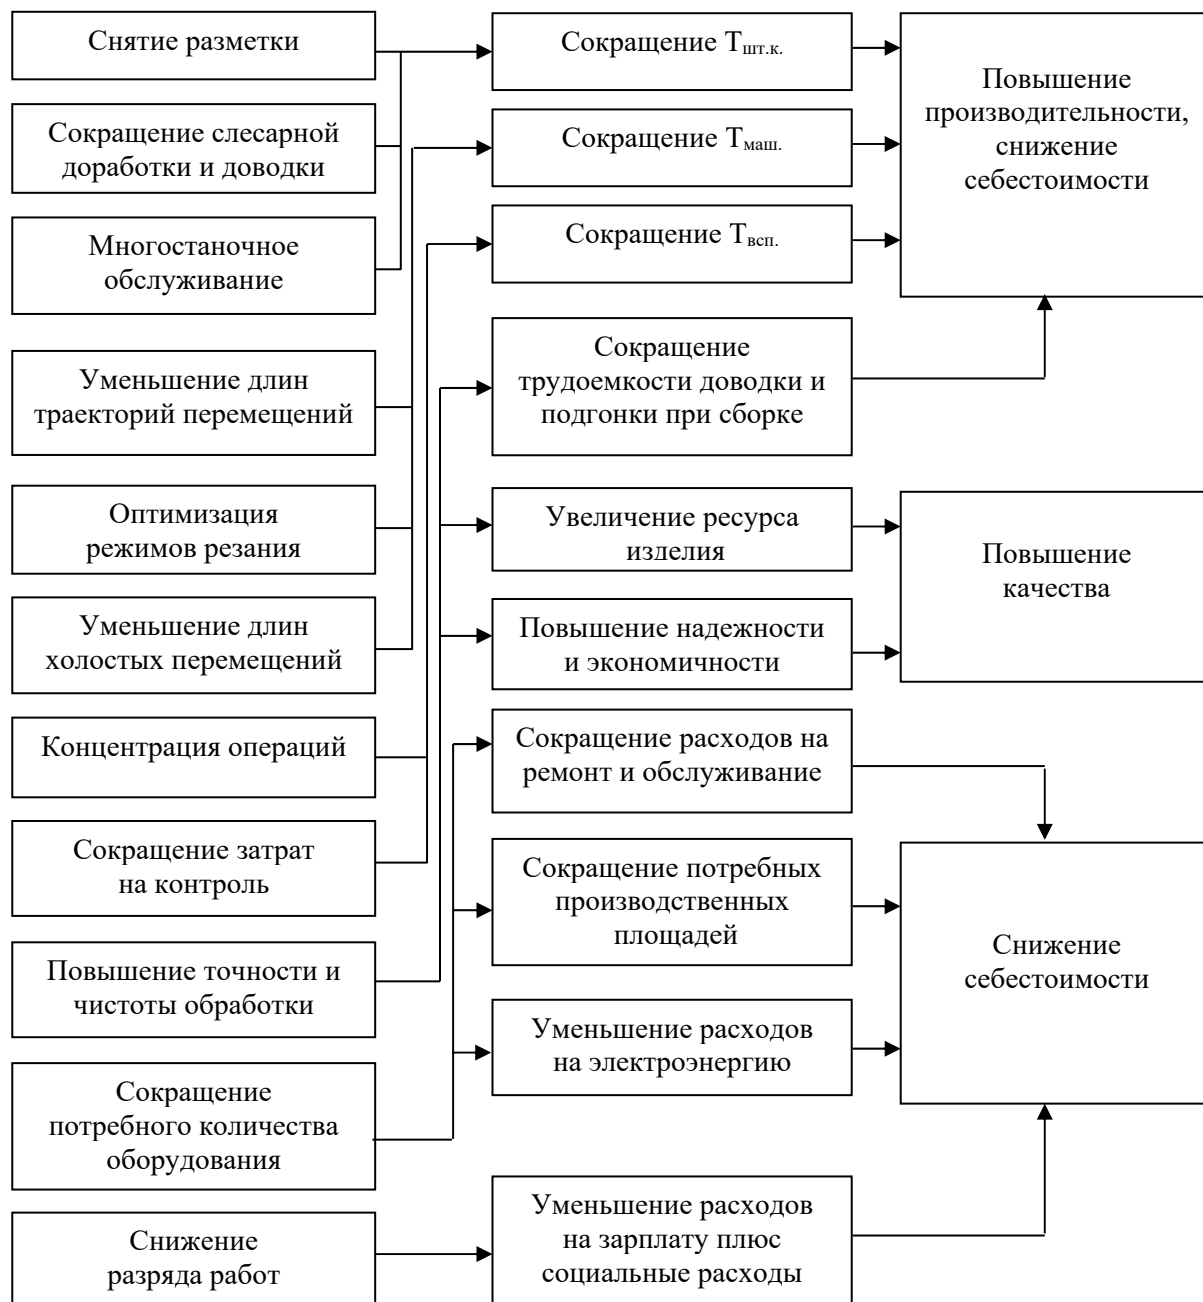 Снятие разметки
Сокращение слесарной
доработки и доводки
Многостаночное
обслуживание
Уменьшение длин
траекторий перемещений
Оптимизация
режимов резания
Уменьшение длин
холостых перемещений
Концентрация операций
Сокращение затрат
на контроль
Повышение точности и
чистоты обработки
Сокращение
потребного количества
оборудования
Снижение
разряда работ
Сокращение Тшт.к.
Сокращение Тмаш.
Сокращение Твсп.
Сокращение
трудоемкости доводки и
подгонки при сборке
Увеличение ресурса
изделия
Повышение надежности
и экономичности
Сокращение расходов на
ремонт и обслуживание
Сокращение потребных
производственных
площадей
Уменьшение расходов
на электроэнергию
Уменьшение расходов
на зарплату плюс
социальные расходы
Повышение
производительности,
снижение
себестоимости
Повышение
качества
Снижение
себестоимости